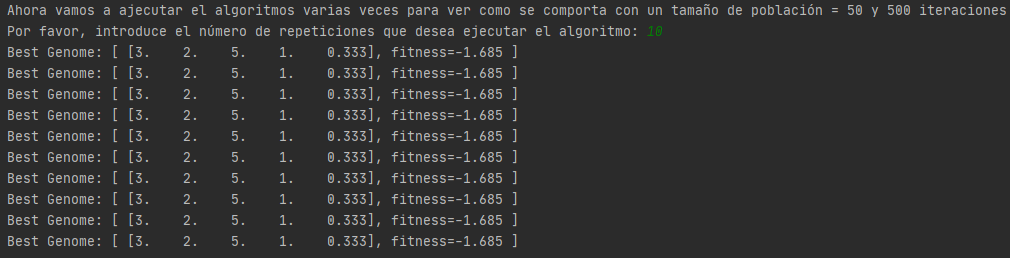 Ahora vamos a ajecutar el algoritmos varias veces para ver como se comporta con un tamaño de población = 50 y 500 iteraciones
Por favor, introduce el número de repeticiones que desea ejecutar el algoritmo: 10
Best Genome: [ [3.    2.    5.    1.    0.333], fitness=-1.685 ]
Best Genome: [ [3.    2.    5.    1.    0.333], fitness=-1.685 ]
Best Genome: [ [3.    2.    5.    1.    0.333], fitness=-1.685 ]
Best Genome: [ [3.    2.    5.    1.    0.333], fitness=-1.685 ]
Best Genome: [ [3.    2.    5.    1.    0.333], fitness=-1.685 ]
Best Genome: [ [3.    2.    5.    1.    0.333], fitness=-1.685 ]
Best Genome: [ [3.    2.    5.    1.    0.333], fitness=-1.685 ]
Best Genome: [ [3.    2.    5.    1.    0.333], fitness=-1.685 ]
Best Genome: [ [3.    2.    5.    1.    0.333], fitness=-1.685 ]
Best Genome: [ [3.    2.    5.    1.    0.333], fitness=-1.685 ]